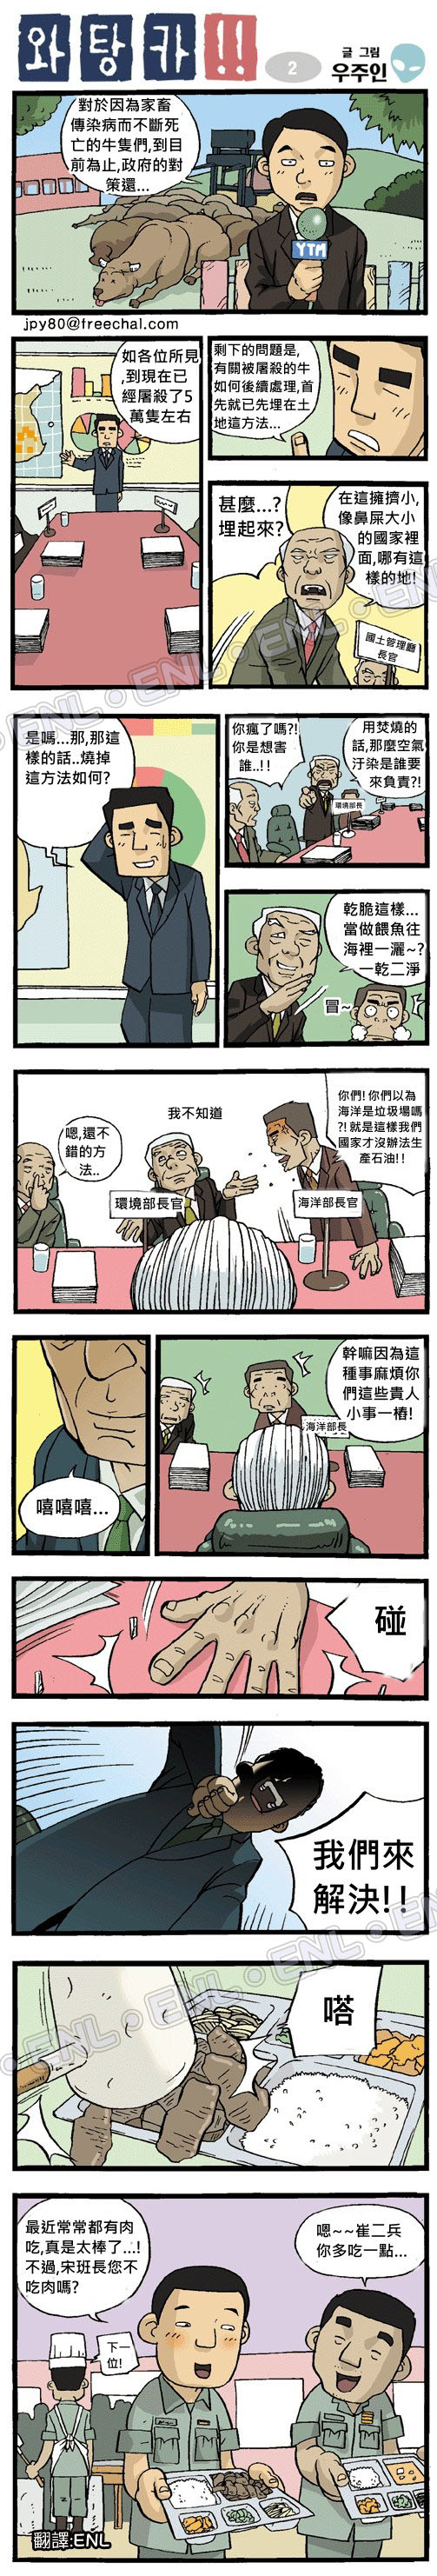 와탕카!!
2
글 그림
우주인
對於因為家畜
傳染病而不斷死
亡的牛隻們,到目
前為止,政府的對
策還...
YTM
jpy80@freechal.com
如各位所見
,到現在已
經屠殺了5
萬隻左右
剩下的問題是,
有關被屠殺的牛
如何後續處理,首
先就已先埋在土
地這方法...
甚麼...?
埋起來?
在這擁擠小,
像鼻屎大小
的國家裡
面,哪有這
樣的地!
國土管理廳
長官
是嗎...那,那這
樣的話..燒掉
這方法如何?
你瘋了嗎?!
你是想害
誰..!!
用焚燒的
話,那麼空氣
汙染是誰要
來負責?!
環境部長
乾脆這樣...
當做餵魚往
海裡一灑~?
一乾二淨
冒~
嗯,還不
錯的方
法..
我不知道
你們!你們以為
海洋是垃圾場嗎
?!就是這樣我們
國家才沒辦法生
產石油!!
環境部長官
海洋部長官
嘻嘻嘻...
幹嘛因為這
種事麻煩你
們這些貴人
小事一樁!
海洋部長
碰
我們來
解決!!
嗒
最近常常都有肉
吃,真是太棒了...!
不過,宋班長您不
吃肉嗎?
嗯~~崔二兵
你多吃一點...
下一
位!
翻譯:ENL
ENL ENL ENL ENL
ENL ENL ENL ENL